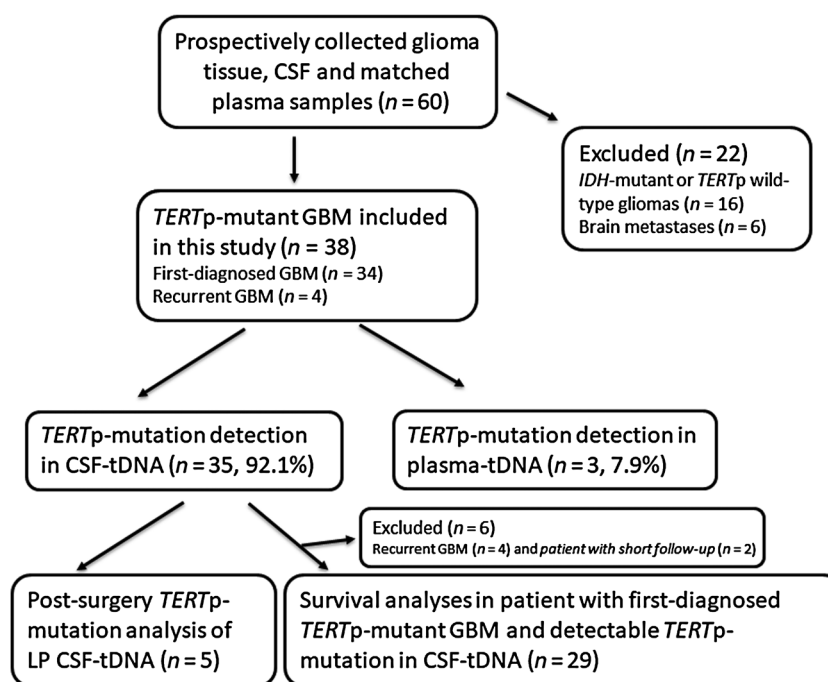 Prospectively collected glioma
tissue, CSF and matched
plasma samples (n = 60)
Excluded (n = 22)
IDH-mutant or TERTp wild-
type gliomas (n = 16)
Brain metastases (n = 6)
TERTp-mutant GBM included
in this study (n = 38)
First-diagnosed GBM (n = 34)
Recurrent GBM (n = 4)
TERTp-mutation detection
in CSF-tDNA (n = 35, 92.1%)
TERTp-mutation detection in
plasma-tDNA (n = 3, 7.9%)
Excluded (n = 6)
Recurrent GBM (n = 4) and patient with short follow-up (n = 2)
Post-surgery TERTp-
mutation analysis of
LP CSF-tDNA (n = 5)
Survival analyses in patient with first-diagnosed
TERTp-mutant GBM and detectable TERTp-
mutation in CSF-tDNA (n = 29)